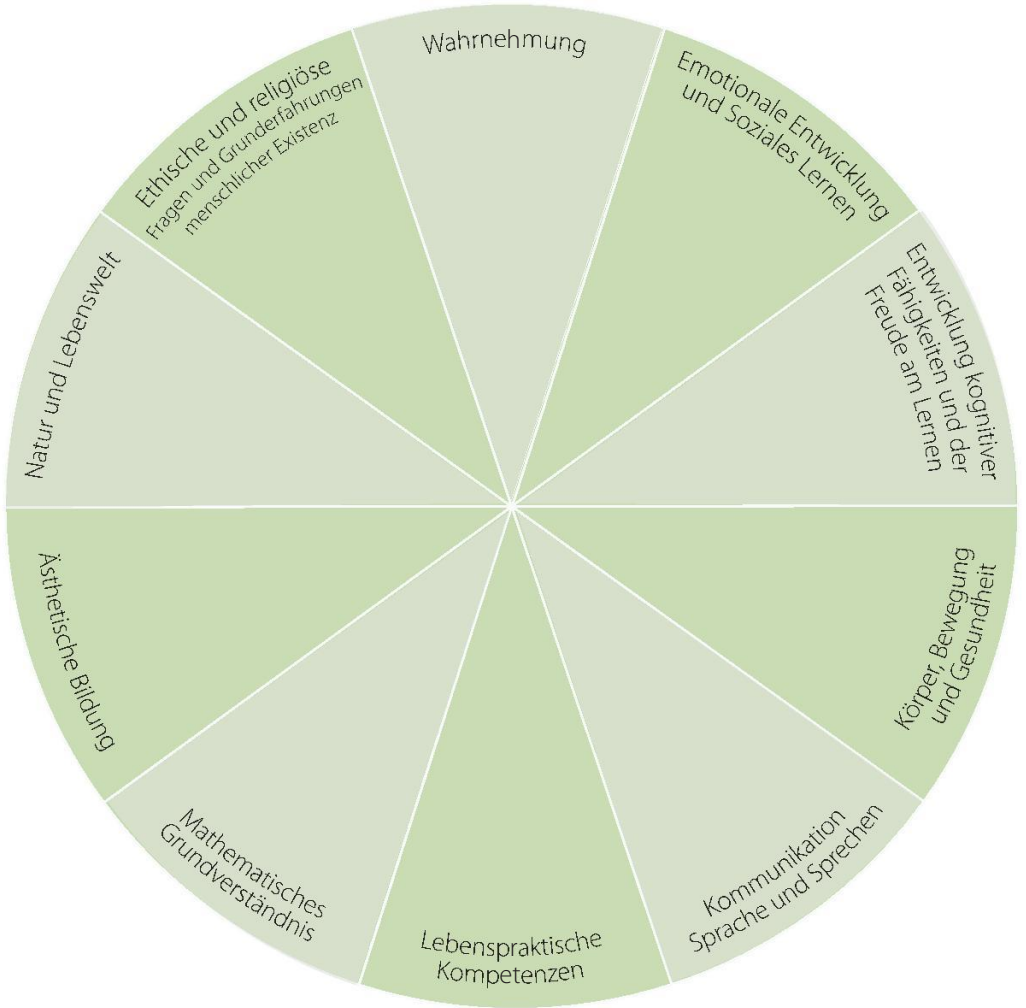 Wahrnehmung
Emotionale Entwicklung
und Soziales Lernen
Entwicklung kognitiver
Fähigkeiten und der
Freude am Lernen
Körper, Bewegung
und Gesundheit
Kommunikation
Sprache und Sprechen
Lebenspraktische
Kompetenzen
Mathematisches
Grundverständnis
Ästhetische Bildung
Natur und Lebenswelt
Ethische und religiöse
Fragen und Grunderfahrungen
menschlicher Existenz